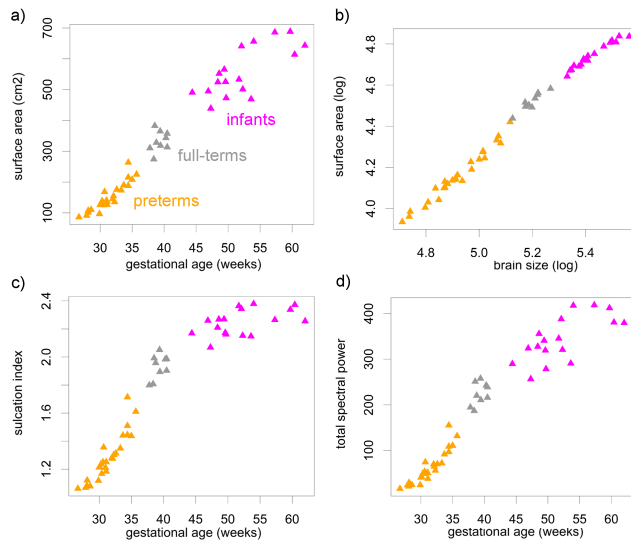 a)
surface area (cm2)
700
500
300
100
infants
full-terms
preterms
30 35 40 45 50 55 60
gestational age (weeks)
b)
surface area (log)
4.8
4.6
4.4
4.2
4.0
4.8 5.0 5.2 5.4
brain size (log)
c)
sulcation index
2.4
2.0
1.6
1.2
30 35 40 45 50 55 60
gestational age (weeks)
d)
total spectral power
400
300
200
100
30 35 40 45 50 55 60
gestational age (weeks)